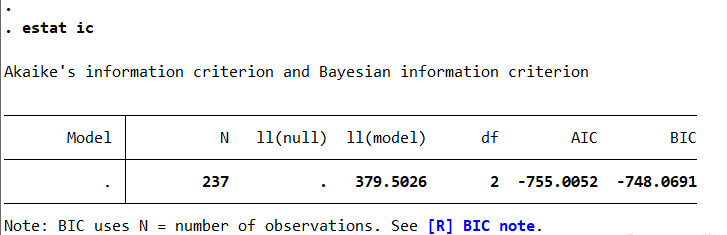 .
. estat ic
Akaike's information criterion and Bayesian information criterion
Model N ll(null) ll(model) df AIC BIC
. 237 . 379.5026 2 -755.0052 -748.0691
Note: BIC uses N = number of observations. See [R] BIC note.